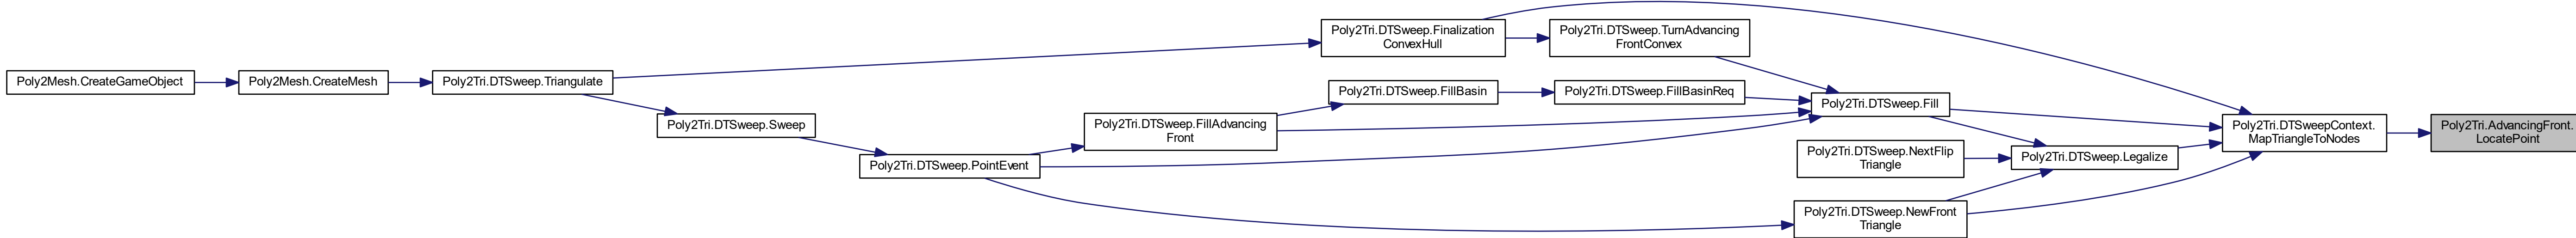 Poly2Mesh.CreateGameObject
Poly2Mesh.CreateMesh
Poly2Tri.DTSweep.Triangulate
Poly2Tri.DTSweep.Sweep
Poly2Tri.DTSweep.PointEvent
Poly2Tri.DTSweep.FillAdvancing
Front
Poly2Tri.DTSweep.Finalization
ConvexHull
Poly2Tri.DTSweep.FillBasin
Poly2Tri.DTSweep.TurnAdvancing
FrontConvex
Poly2Tri.DTSweep.FillBasinReq
Poly2Tri.DTSweep.Fill
Poly2Tri.DTSweep.NextFlip
Triangle
Poly2Tri.DTSweep.NewFront
Triangle
Poly2Tri.DTSweep.Legalize
Poly2Tri.DTSweepContext.
MapTriangleToNodes
Poly2Tri.AdvancingFront.
LocatePoint